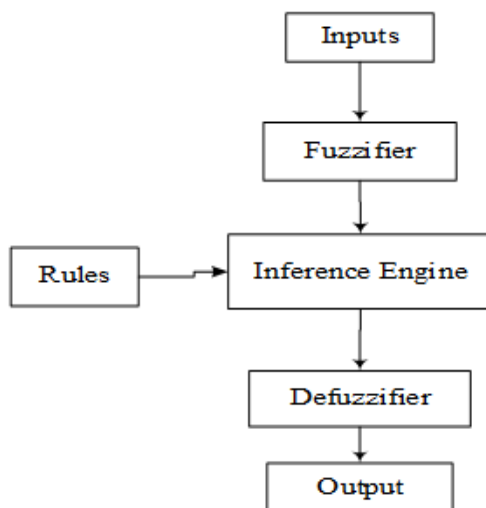 Inputs
Fuzzifier
Rules
Inference Engine
Defuzzifier
Output